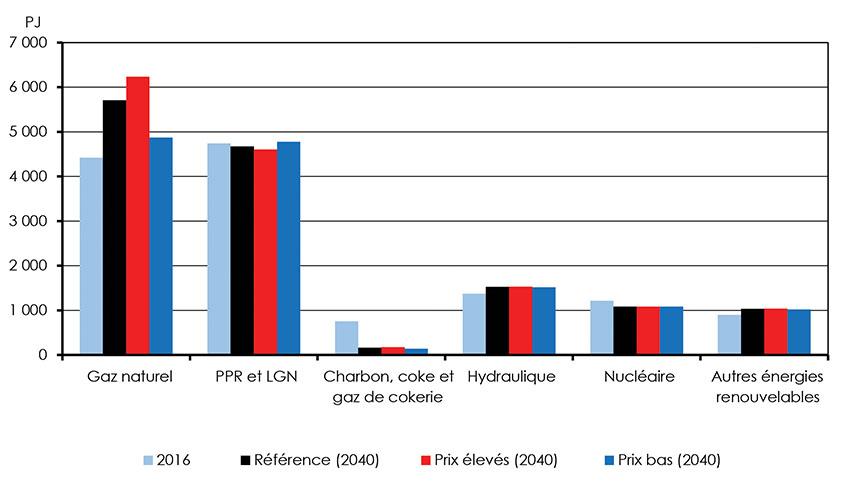 PJ
7 000
6 000
5 000
4 000
3 000
2 000
1 000
0
Gaz naturel
PPR et LGN
Charbon, coke et
gaz de cokerie
Hydraulique
Nucléaire
Autres énergies
renouvelables
2016
Référence (2040)
Prix élevés (2040)
Prix bas (2040)